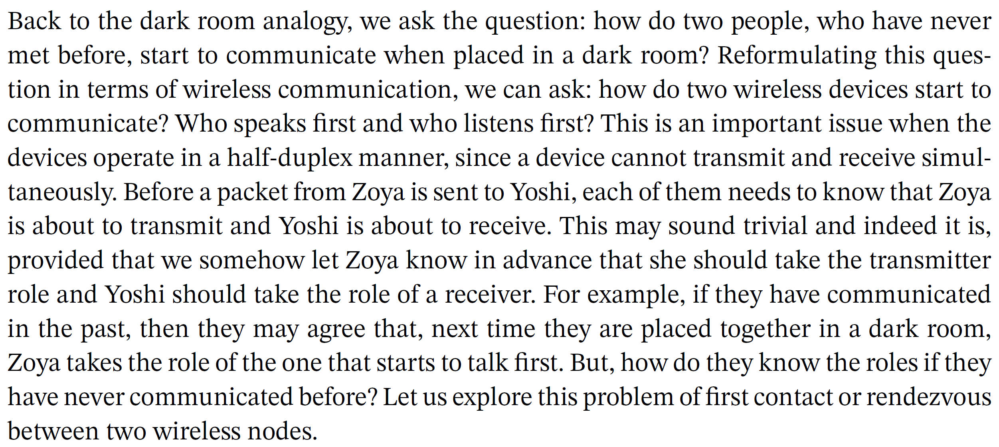 Back to the dark room analogy, we ask the question: how do two people, who have never
met before, start to communicate when placed in a dark room? Reformulating this ques-
tion in terms of wireless communication, we can ask: how do two wireless devices start to
communicate? Who speaks first and who listens first? This is an important issue when the
devices operate in a half-duplex manner, since a device cannot transmit and receive simul-
taneously. Before a packet from Zoya is sent to Yoshi, each of them needs to know that Zoya
is about to transmit and Yoshi is about to receive. This may sound trivial and indeed it is,
provided that we somehow let Zoya know in advance that she should take the transmitter
role and Yoshi should take the role of a receiver. For example, if they have communicated
in the past, then they may agree that, next time they are placed together in a dark room,
Zoya takes the role of the one that starts to talk first. But, how do they know the roles if they
have never communicated before? Let us explore this problem of first contact or rendezvous
between two wireless nodes.